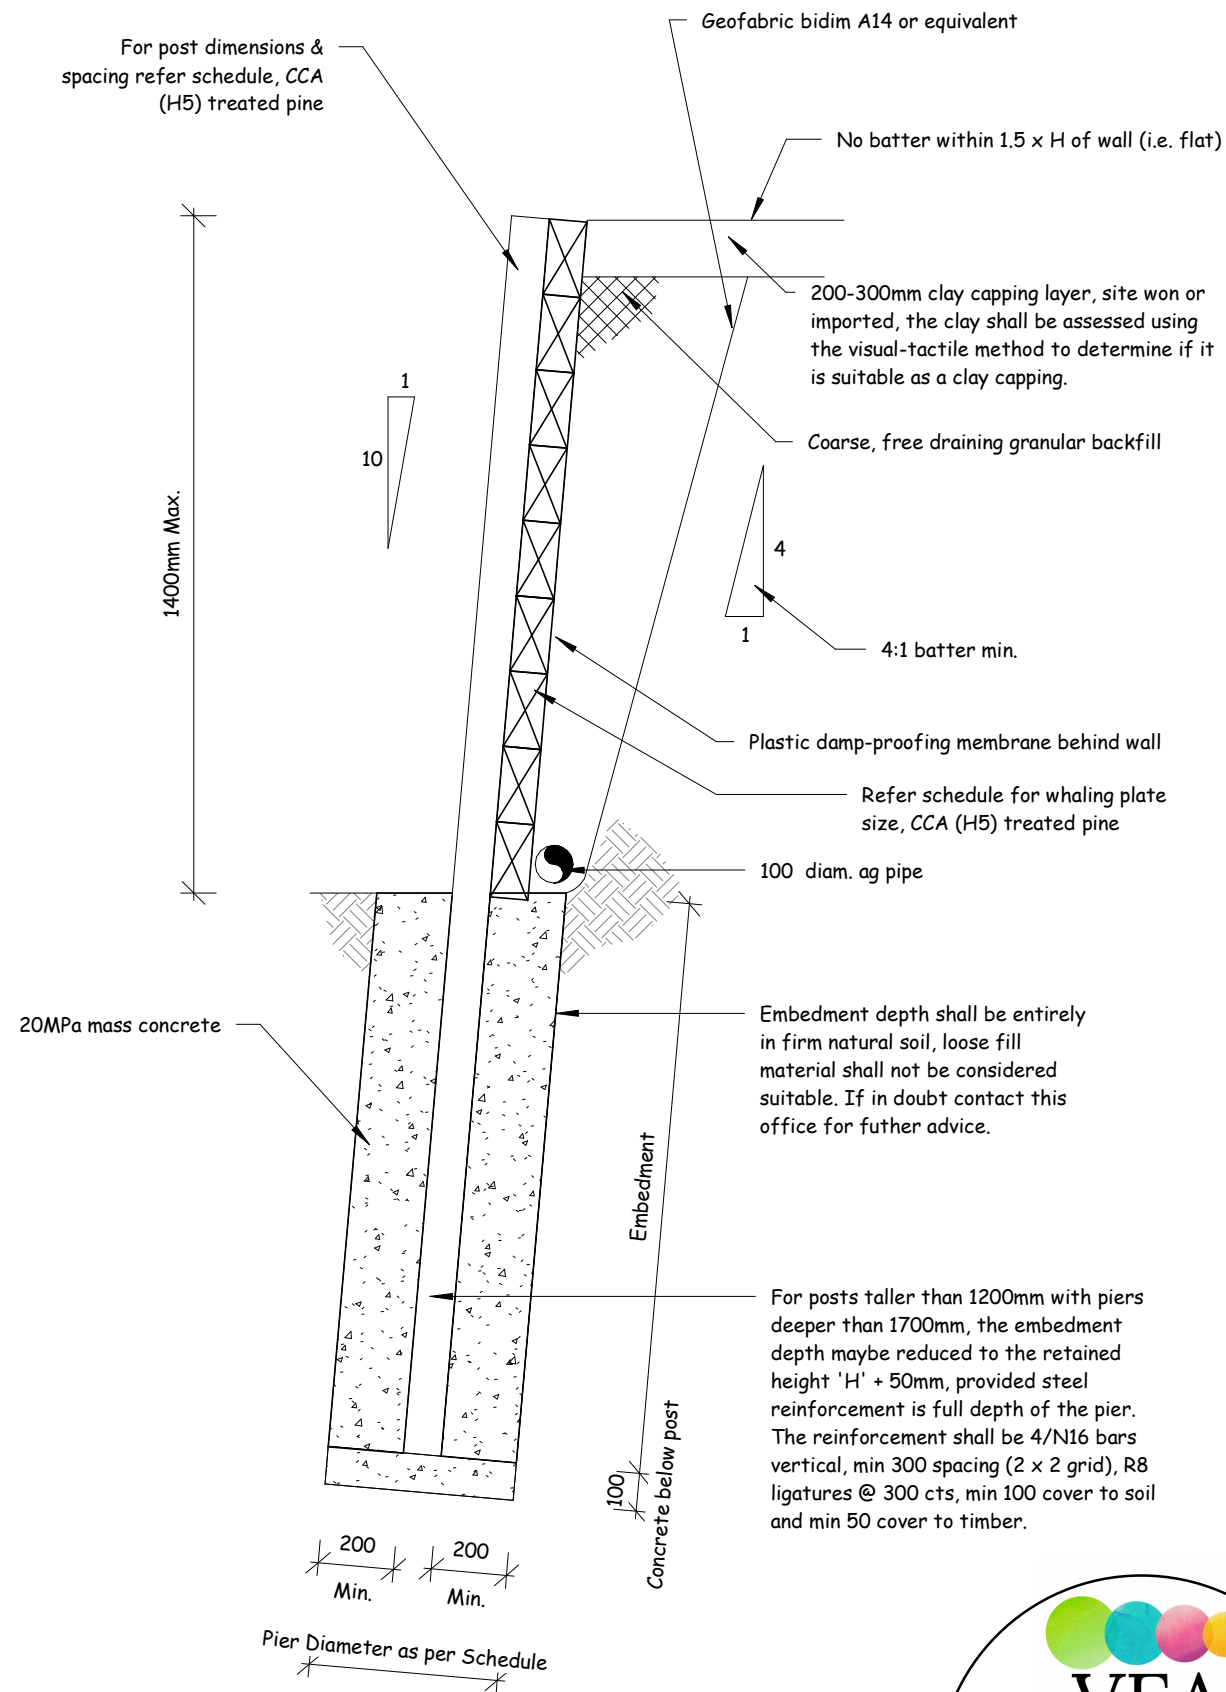 Geofabric bidim A14 or equivalent
For post dimensions &
spacing refer schedule, CCA
(H5) treated pine
No batter within 1.5 x H of wall (i.e. flat)
200-300mm clay capping layer, site won or
imported, the clay shall be assessed using
the visual-tactile method to determine if it
is suitable as a clay capping.
1
10
Coarse, free draining granular backfill
1400mm Max.
4
1
4:1 batter min.
Plastic damp-proofing membrane behind wall
Refer schedule for whaling plate
size, CCA (H5) treated pine
100 diam. ag pipe
20MPa mass concrete
Embedment depth shall be entirely
in firm natural soil, loose fill
material shall not be considered
suitable. If in doubt contact this
office for futher advice.
Embedment
For posts taller than 1200mm with piers
deeper than 1700mm, the embedment
depth maybe reduced to the retained
height 'H' + 50mm, provided steel
reinforcement is full depth of the pier.
The reinforcement shall be 4/N16 bars
vertical, min 300 spacing (2 x 2 grid), R8
ligatures @ 300 cts, min 100 cover to soil
and min 50 cover to timber.
100
Concrete below post
200
Min.
200
Min.
Pier Diameter as per Schedule